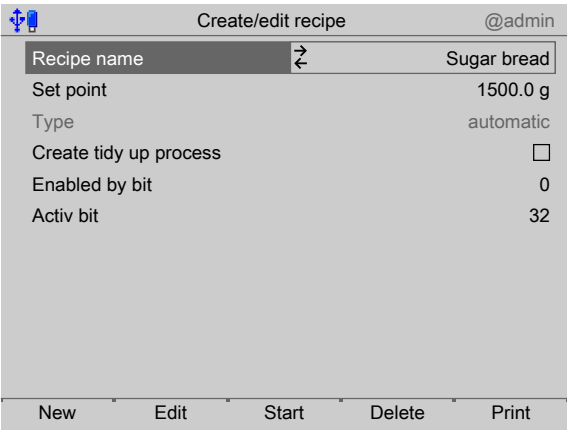 Create/edit recipe @admin
Recipe name Sugar bread
Set point 1500.0 g
Type automatic
Create tidy up process
Enabled by bit 0
Activ bit 32
New Edit Start Delete Print